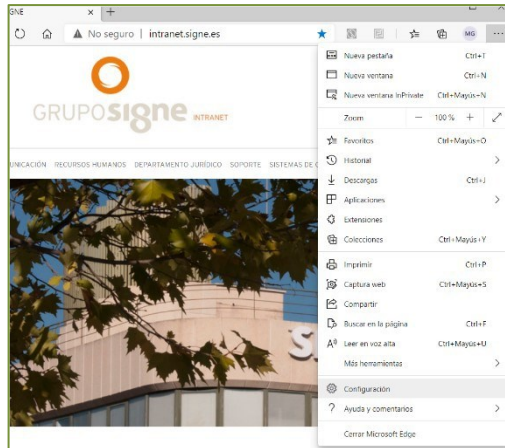 GNE
No seguro | intranet.signe.es
MG
GRUPOsigne INTRANET
UNICACIÓN RECURSOS HUMANOS DEPARTAMENTO JURÍDICO SOPORTE SISTEMAS DE
Nueva pestaña Ctrl+T
Nueva ventana Ctrl+N
Nueva ventana InPrivate Ctrl+Mayús+N
Zoom — 100 % +
Favoritos Ctrl+Mayús+O
Historial
Descargas Ctrl+J
Aplicaciones
Extensiones
Colecciones Ctrl+Mayús+Y
Imprimir Ctrl+P
Captura web Ctrl+Mayús+S
Compartir
Buscar en la página Ctrl+F
Leer en voz alta Ctrl+Mayús+U
Más herramientas
Configuración
Ayuda y comentarios
Cerrar Microsoft Edge